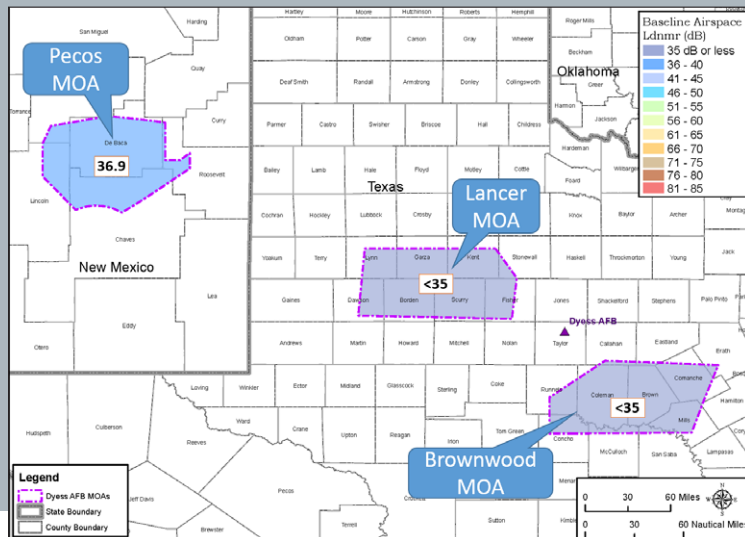 Pecos
MOA
36.9
Lancer
MOA
<35
Brownwood
MOA
<35
Baseline Airspace
Ldnmr (dB)
35 dB or less
36 - 40
41 - 45
46 - 50
51 - 55
56 - 60
61 - 65
66 - 70
71 - 75
76 - 80
81 - 85
Oklahoma
Texas
New Mexico
Dyess AFB
San Miguel
Harding
Quay
Curry
De Baca
Roosevelt
Lincoln
Chaves
Lea
Eddy
Otero
Hartley Moore Hutchinson Roberts Hemphill
Oldham Potter Carson Gray Wheeler
Deaf Smith Randall Armstrong Donley Collingsworth
Parmer Castro Swisher Briscoe Hall Childress
Bailey Lamb Hale Floyd Motley Cottle
Foard
Hardeman
Cochran Hockley Lubbock Crosby Knox Baylor Archer
Yoakum Terry Lynn Garza Kent Stonewall Haskell Throckmorton Young Jack
Gaines Dawson Borden Scurry Fisher Jones Shackelford Stephens Palo Pinto
Andrews Martin Howard Mitchell Nolan Taylor Callahan Eastland
Erath
Loving Winkler Ector Midland Glasscock Sterling Coke Coleman Brown Comanche
Hamilton
Mills
Hudspeth Culberson Reeves Ward Crane Upton Reagan Irion Tom Green Concho McCulloch San Saba Lampasas
Jeff Davis Pecos
Brewster Terrell Sutton
Roger Mills
Beckham
Greer
Harmon
Jackson
Legend
Dyess AFB MOAs
State Boundary
County Boundary
0 30 60 Miles
0 30 60 Nautical Miles